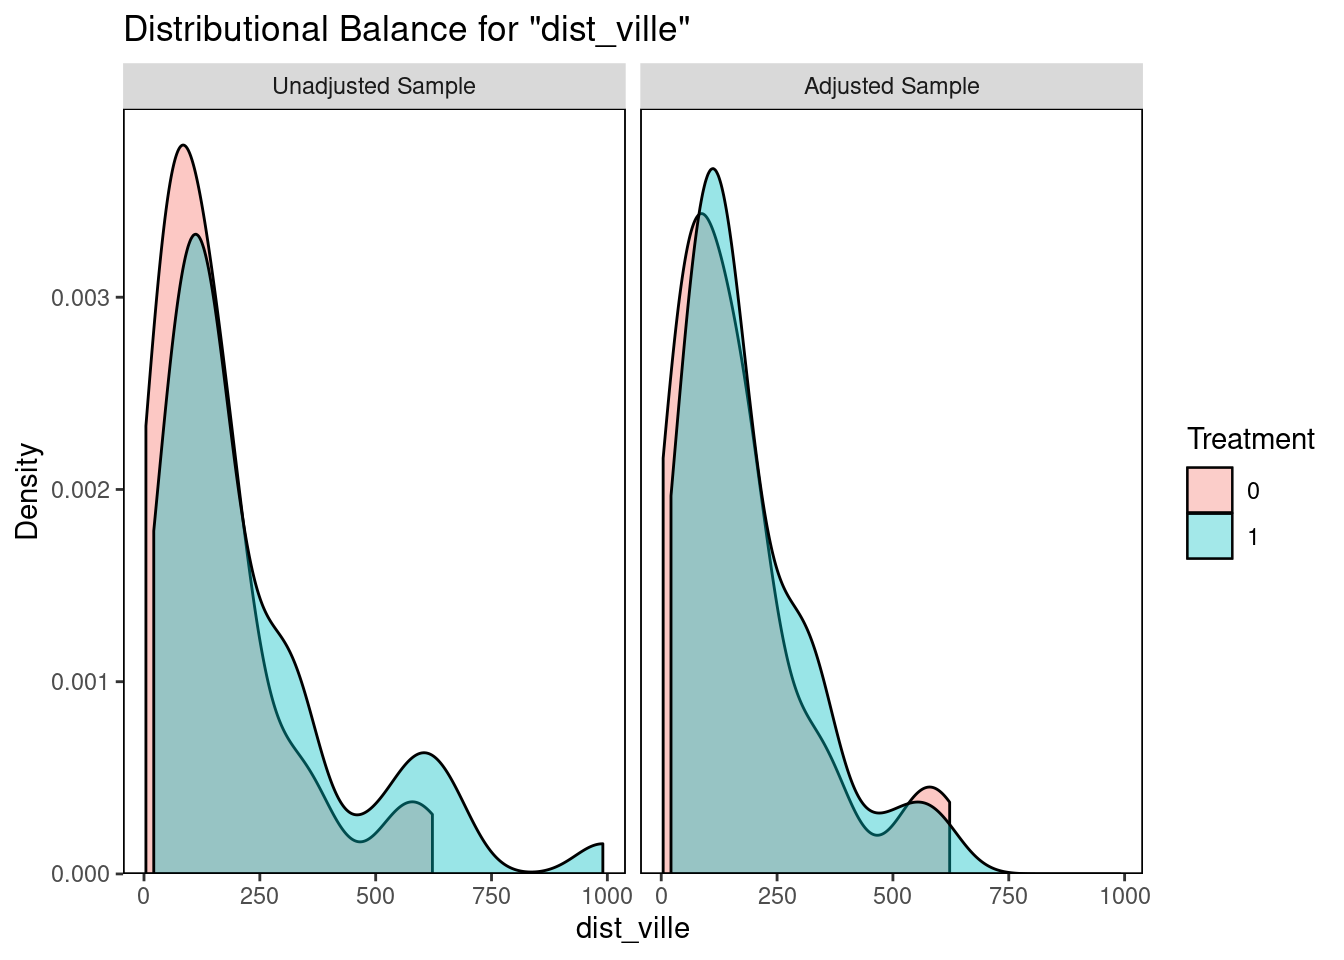 Distributional Balance for "dist_ville"
Unadjusted Sample
Adjusted Sample
Density
0.003
0.002
0.001
0.000
0 250 500 750 1000
0 250 500 750 1000
dist_ville
Treatment
0
1